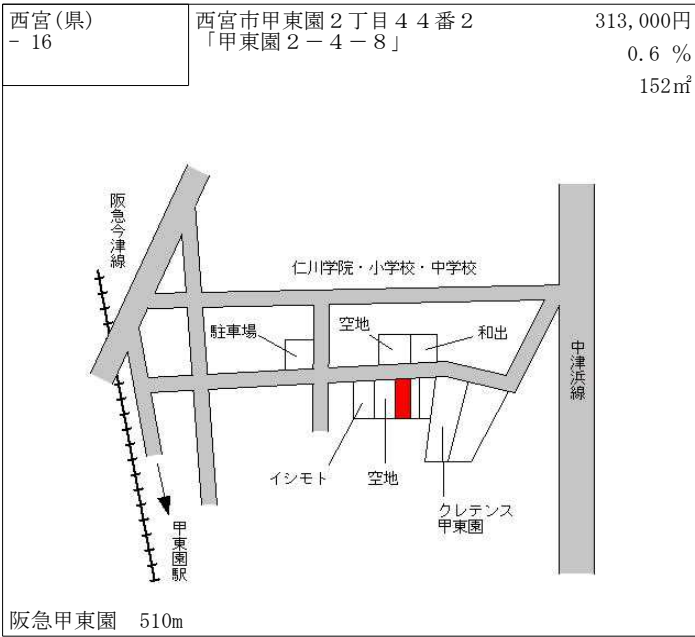 西宮(県)
- 16
西宮市甲東園２丁目４４番２
「甲東園２－４－８」
313,000円
0.6 %
152㎡
阪急今津線
仁川学院・小学校・中学校
駐車場
空地
和出
中津浜線
イシモト
空地
クレテンス
甲東園
甲東園駅
阪急甲東園　510m